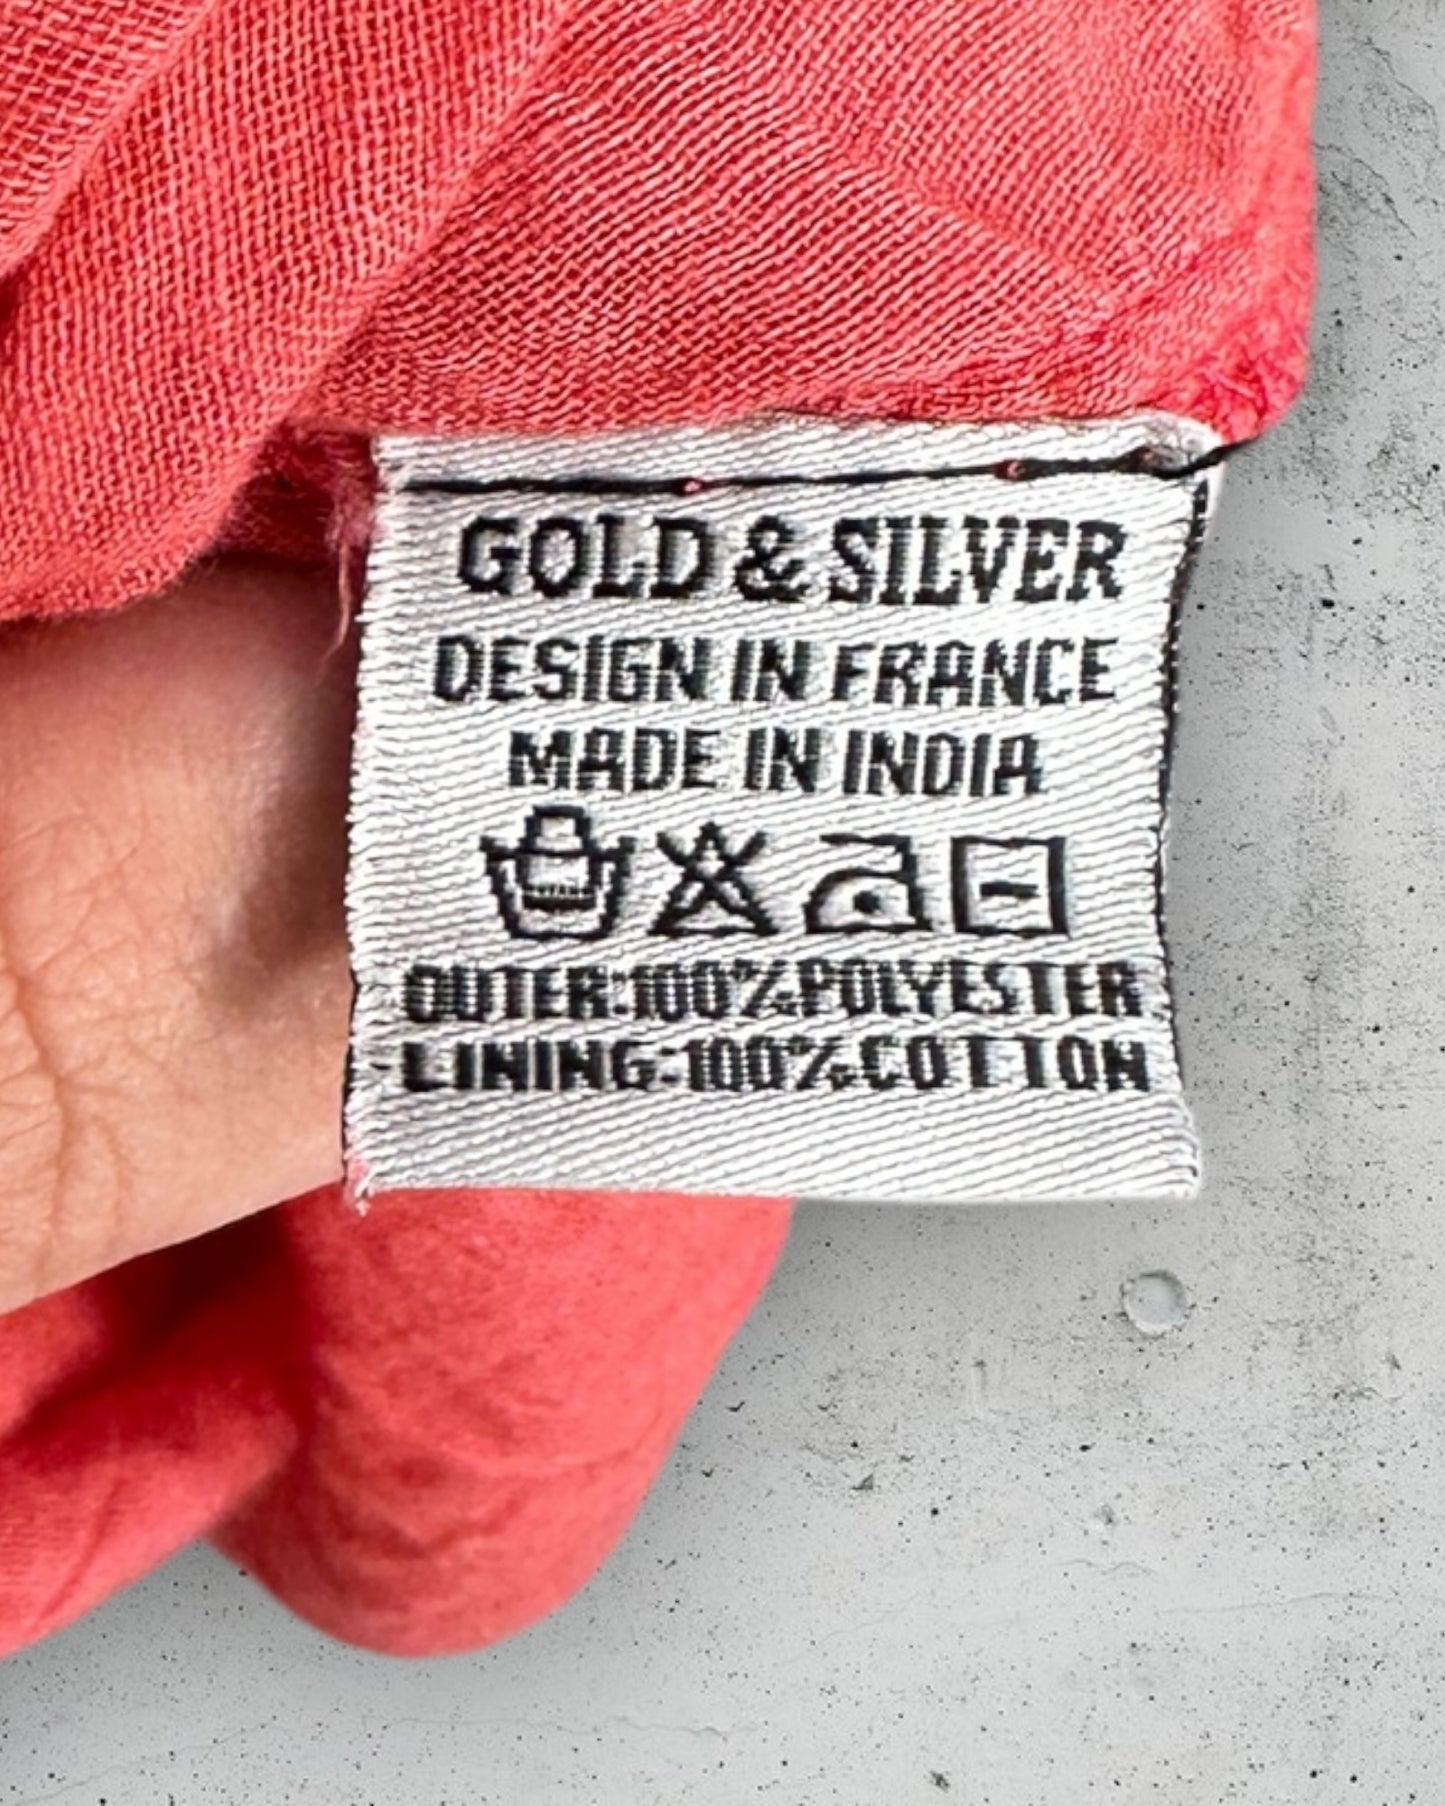 GOLD & SILVER
DESIGN IN FRANCE
MADE IN INDIA
OUTER:100%POLYESTER
LINING:100%COTTON